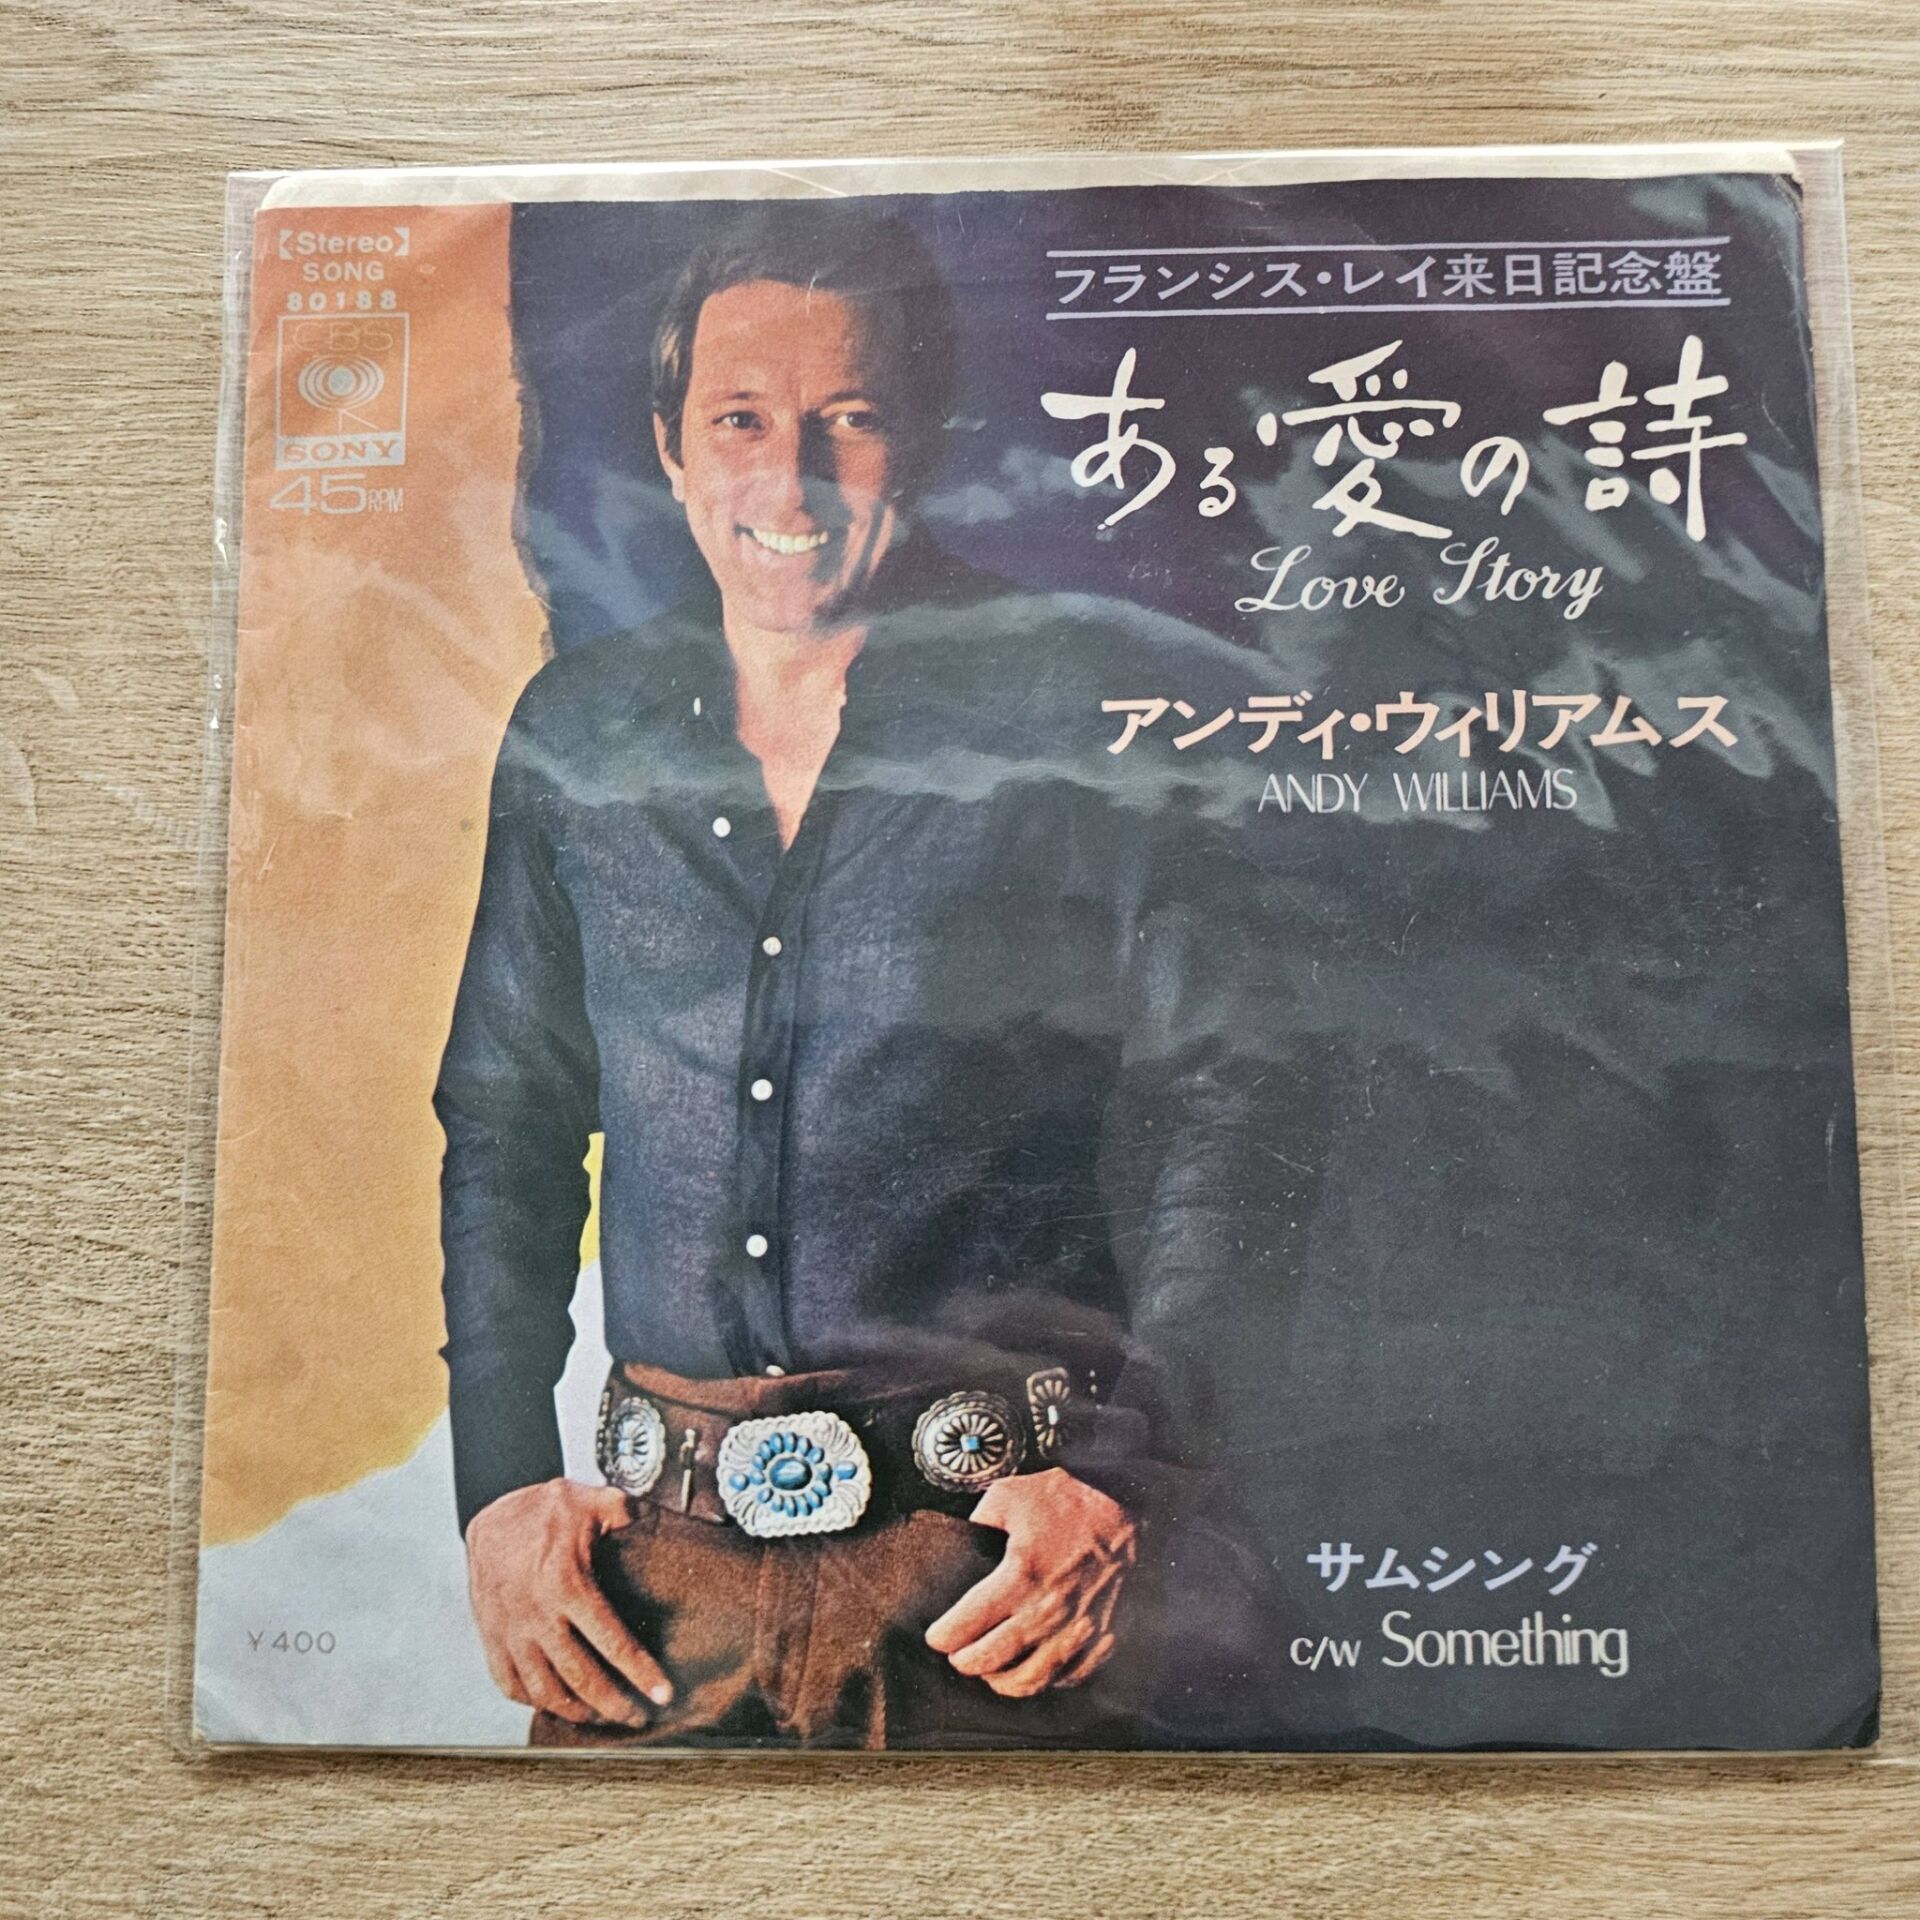 【Stereo】
SONG
80188
CBS
SONY
45 RPM
フランシス・レイ来日記念盤
ある愛の詩
Love Story
アンディ・ウィリアムス
ANDY WILLIAMS
サムシング
c/w Something
¥400